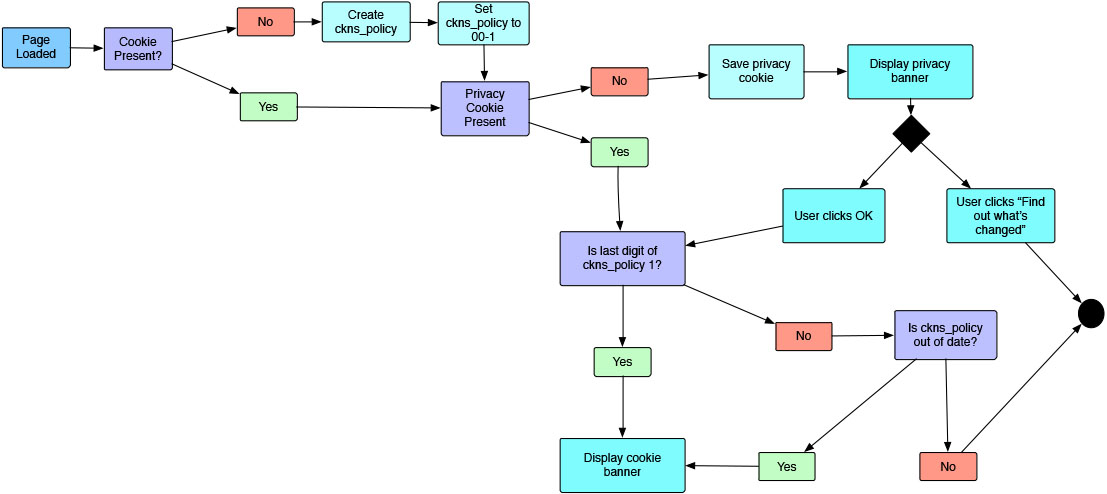 Page
Loaded
Cookie
Present?
No
Create
ckns_policy
Set
ckns_policy to
00-1
Yes
Privacy
Cookie
Present
No
Save privacy
cookie
Display privacy
banner
Yes
User clicks OK
User clicks “Find
out what’s
changed”
Is last digit of
ckns_policy 1?
No
Is ckns_policy
out of date?
Yes
Display cookie
banner
Yes
No